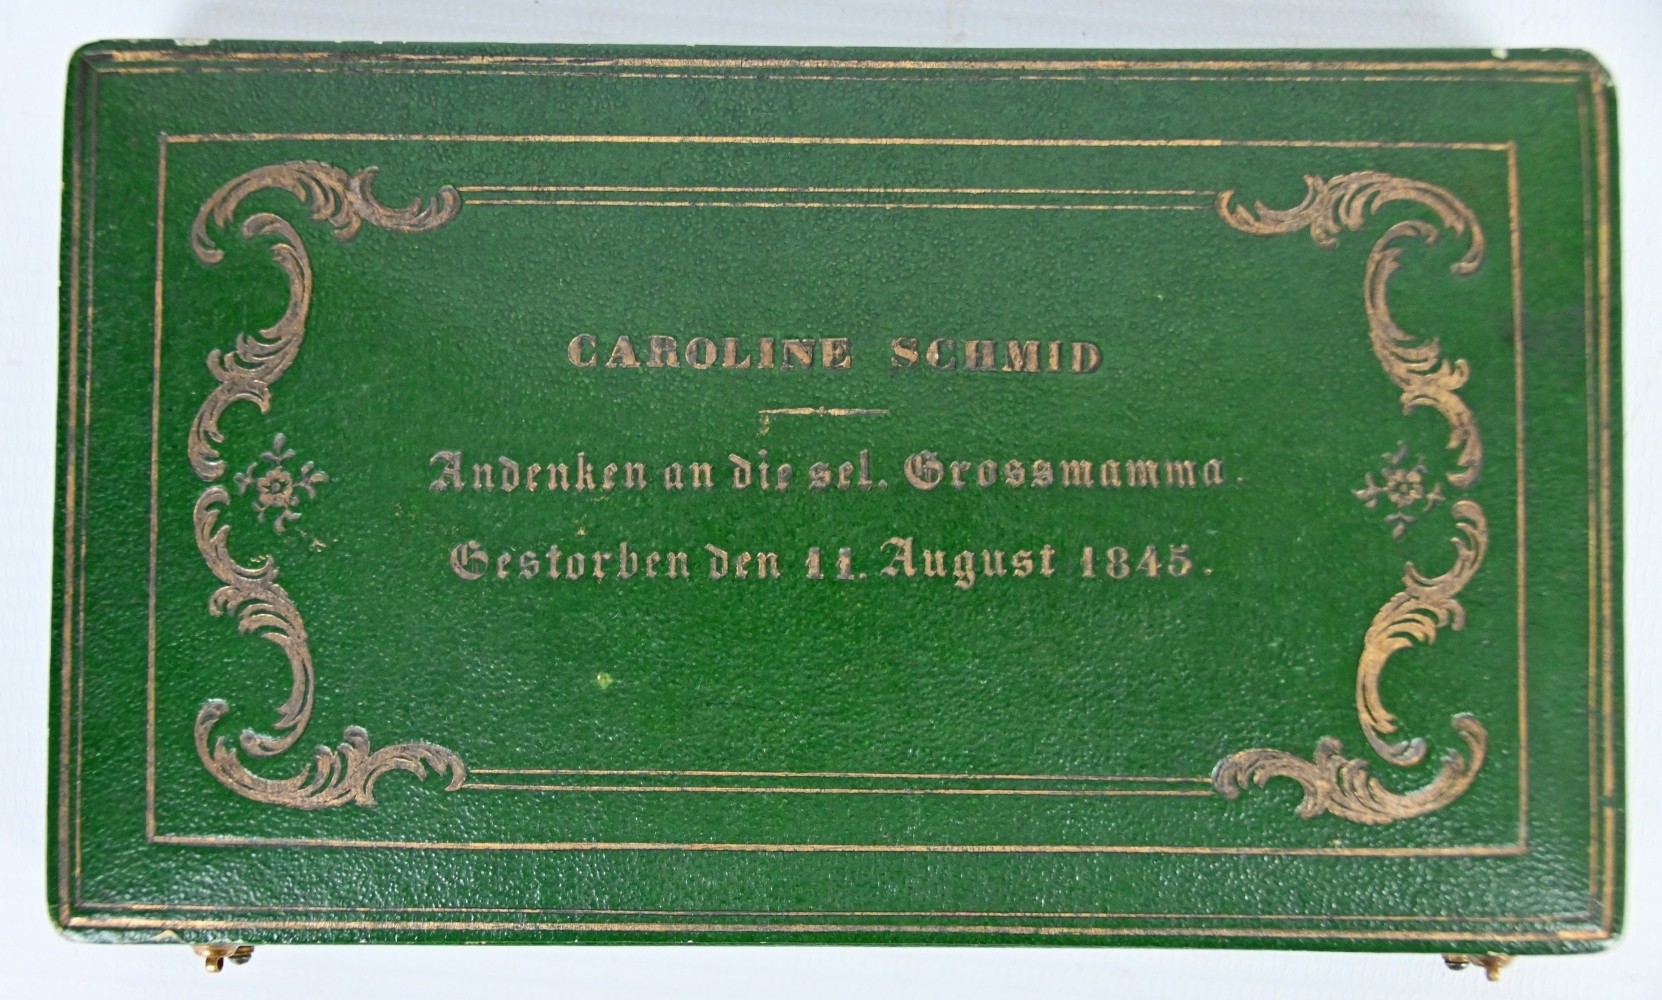 CAROLINE SCHMID
Andenken an die sel. Grossmamma.
Gestorben den 11. August 1845.